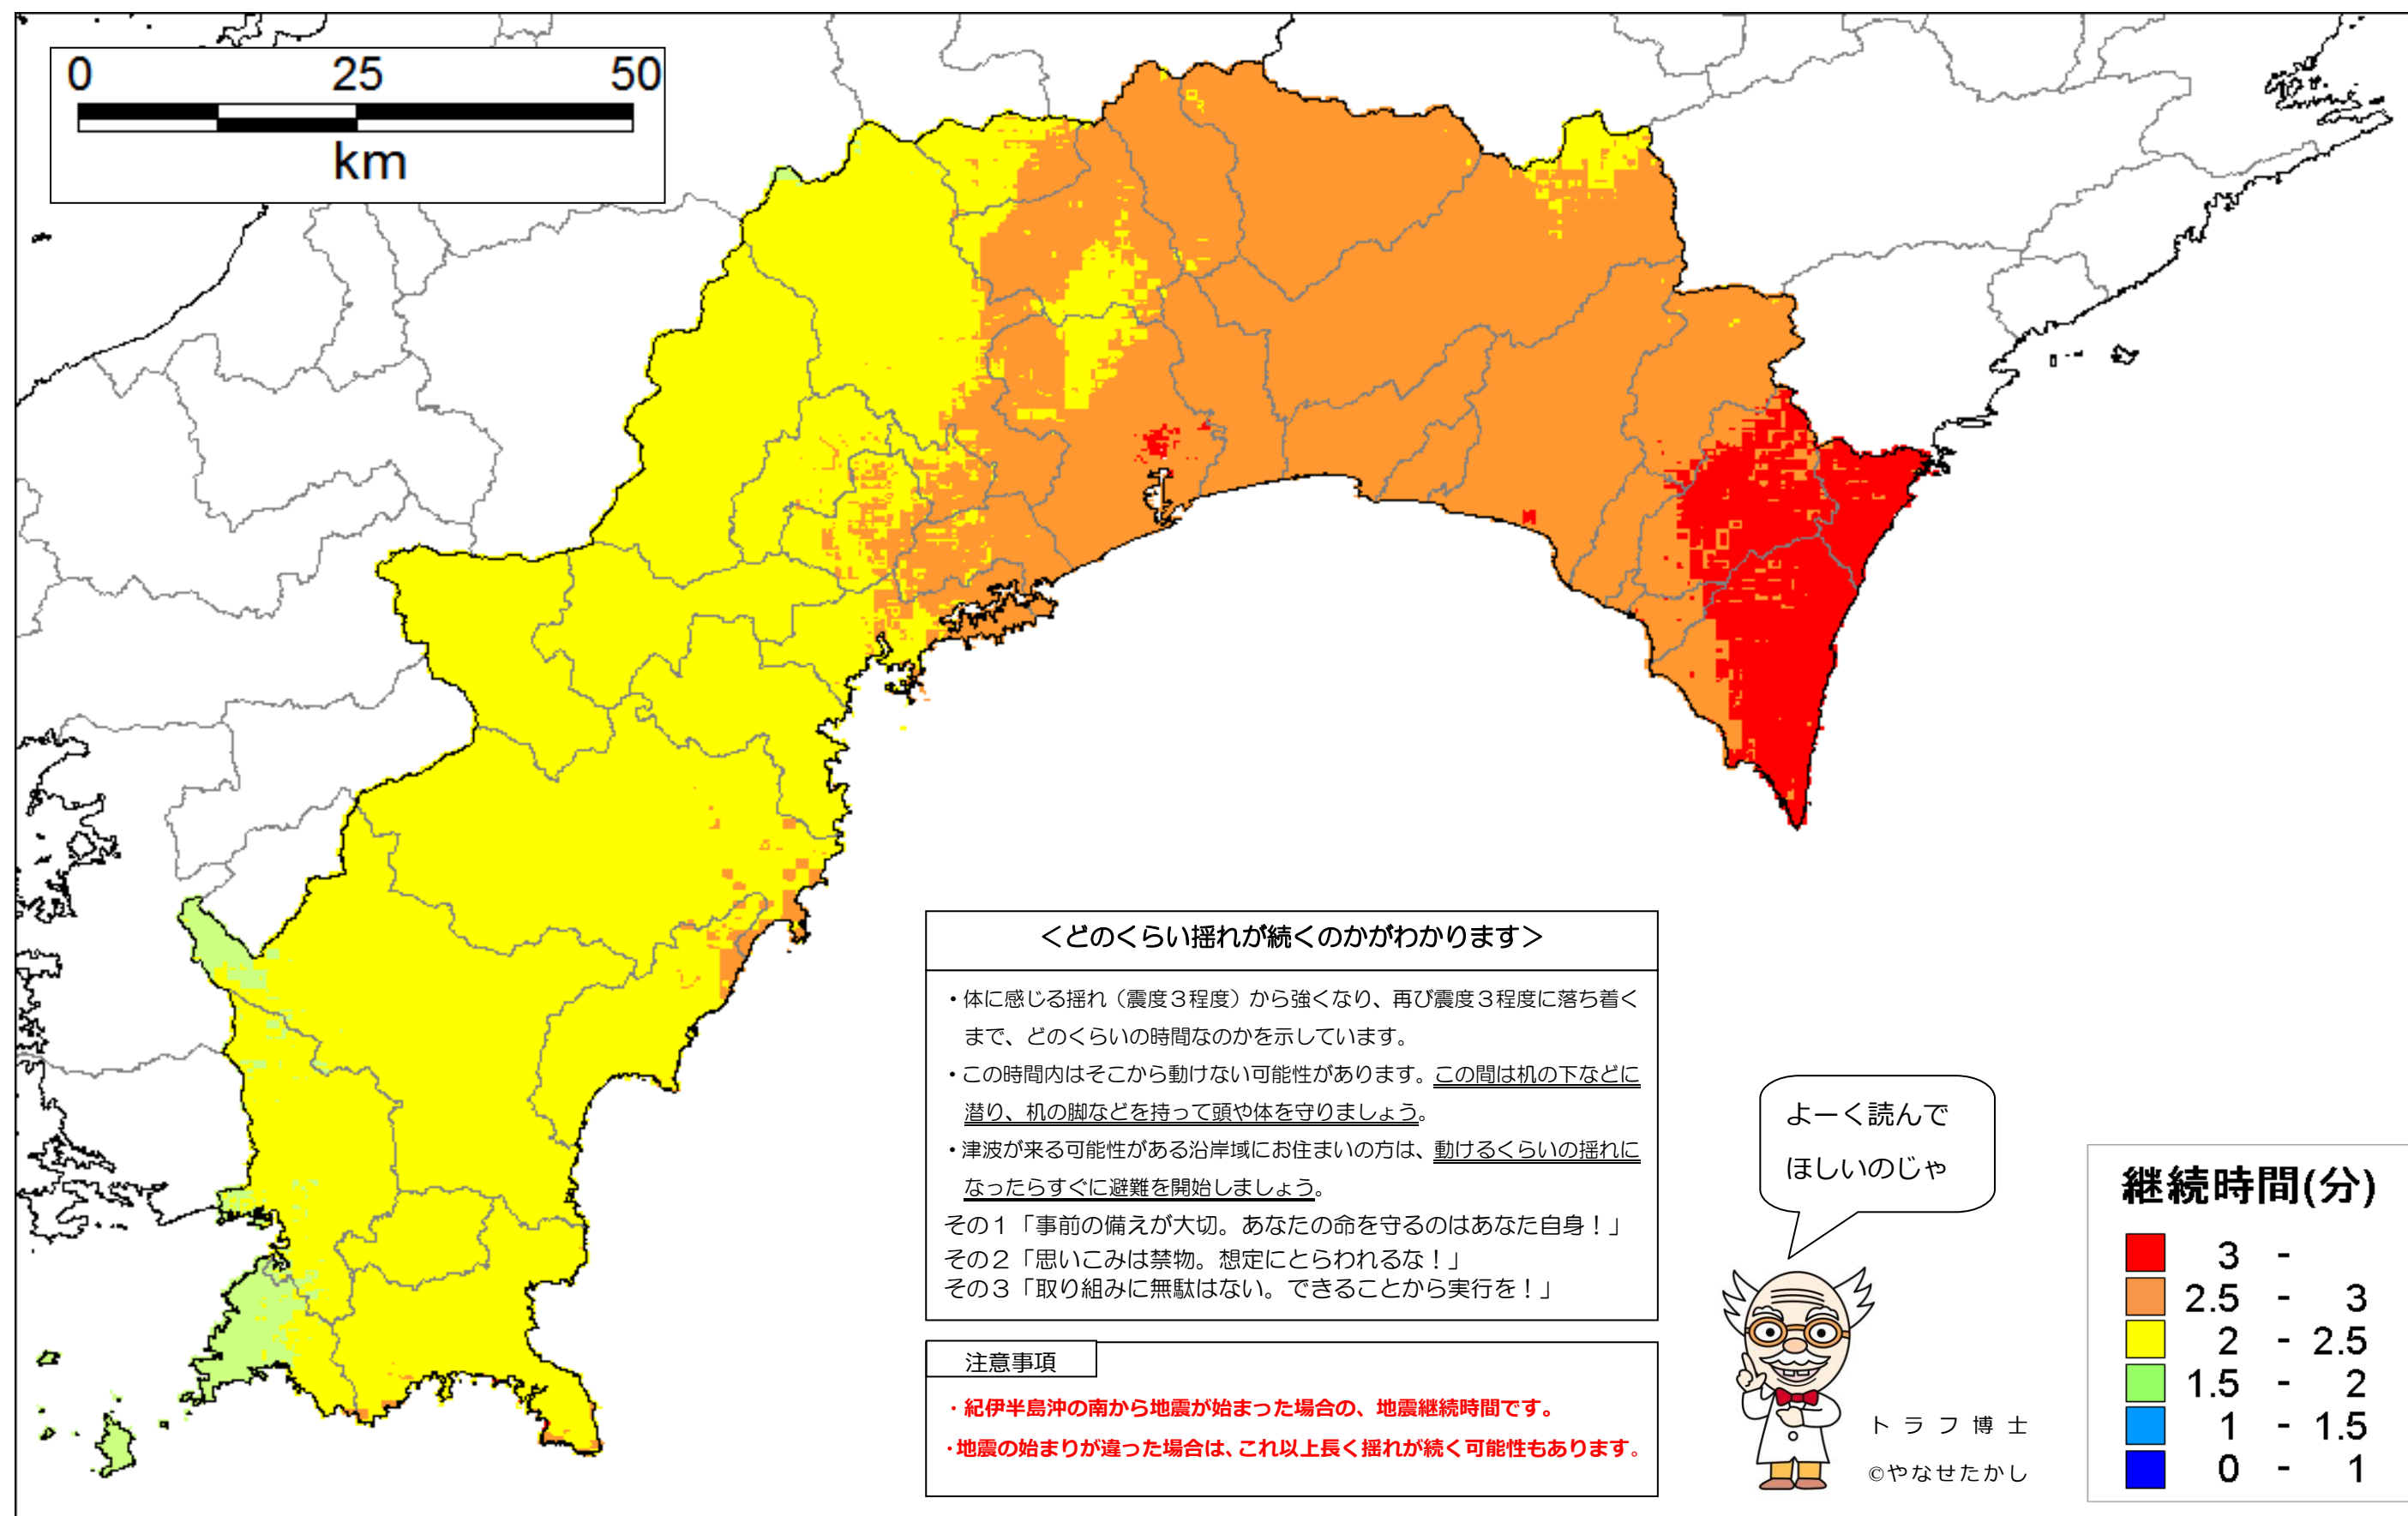 0 25 50
km
＜どのくらい揺れが続くのかがわかります＞
・体に感じる揺れ（震度３程度）から強くなり、再び震度３程度に落ち着く
まで、どのくらいの時間なのかを示しています。
・この時間内はそこから動けない可能性があります。この間は机の下などに
潜り、机の脚などを持って頭や体を守りましょう。
・津波が来る可能性がある沿岸域にお住まいの方は、動けるくらいの揺れに
なったらすぐに避難を開始しましょう。
その１「事前の備えが大切。あなたの命を守るのはあなた自身！」
その２「思いこみは禁物。想定にとらわれるな！」
その３「取り組みに無駄はない。できることから実行を！」
注意事項
・紀伊半島沖の南から地震が始まった場合の、地震継続時間です。
・地震の始まりが違った場合は、これ以上長く揺れが続く可能性もあります。
よーく読んで
ほしいのじゃ
トラフ博士
©やなせたかし
継続時間(分)
3 -
2.5 - 3
2 - 2.5
1.5 - 2
1 - 1.5
0 - 1